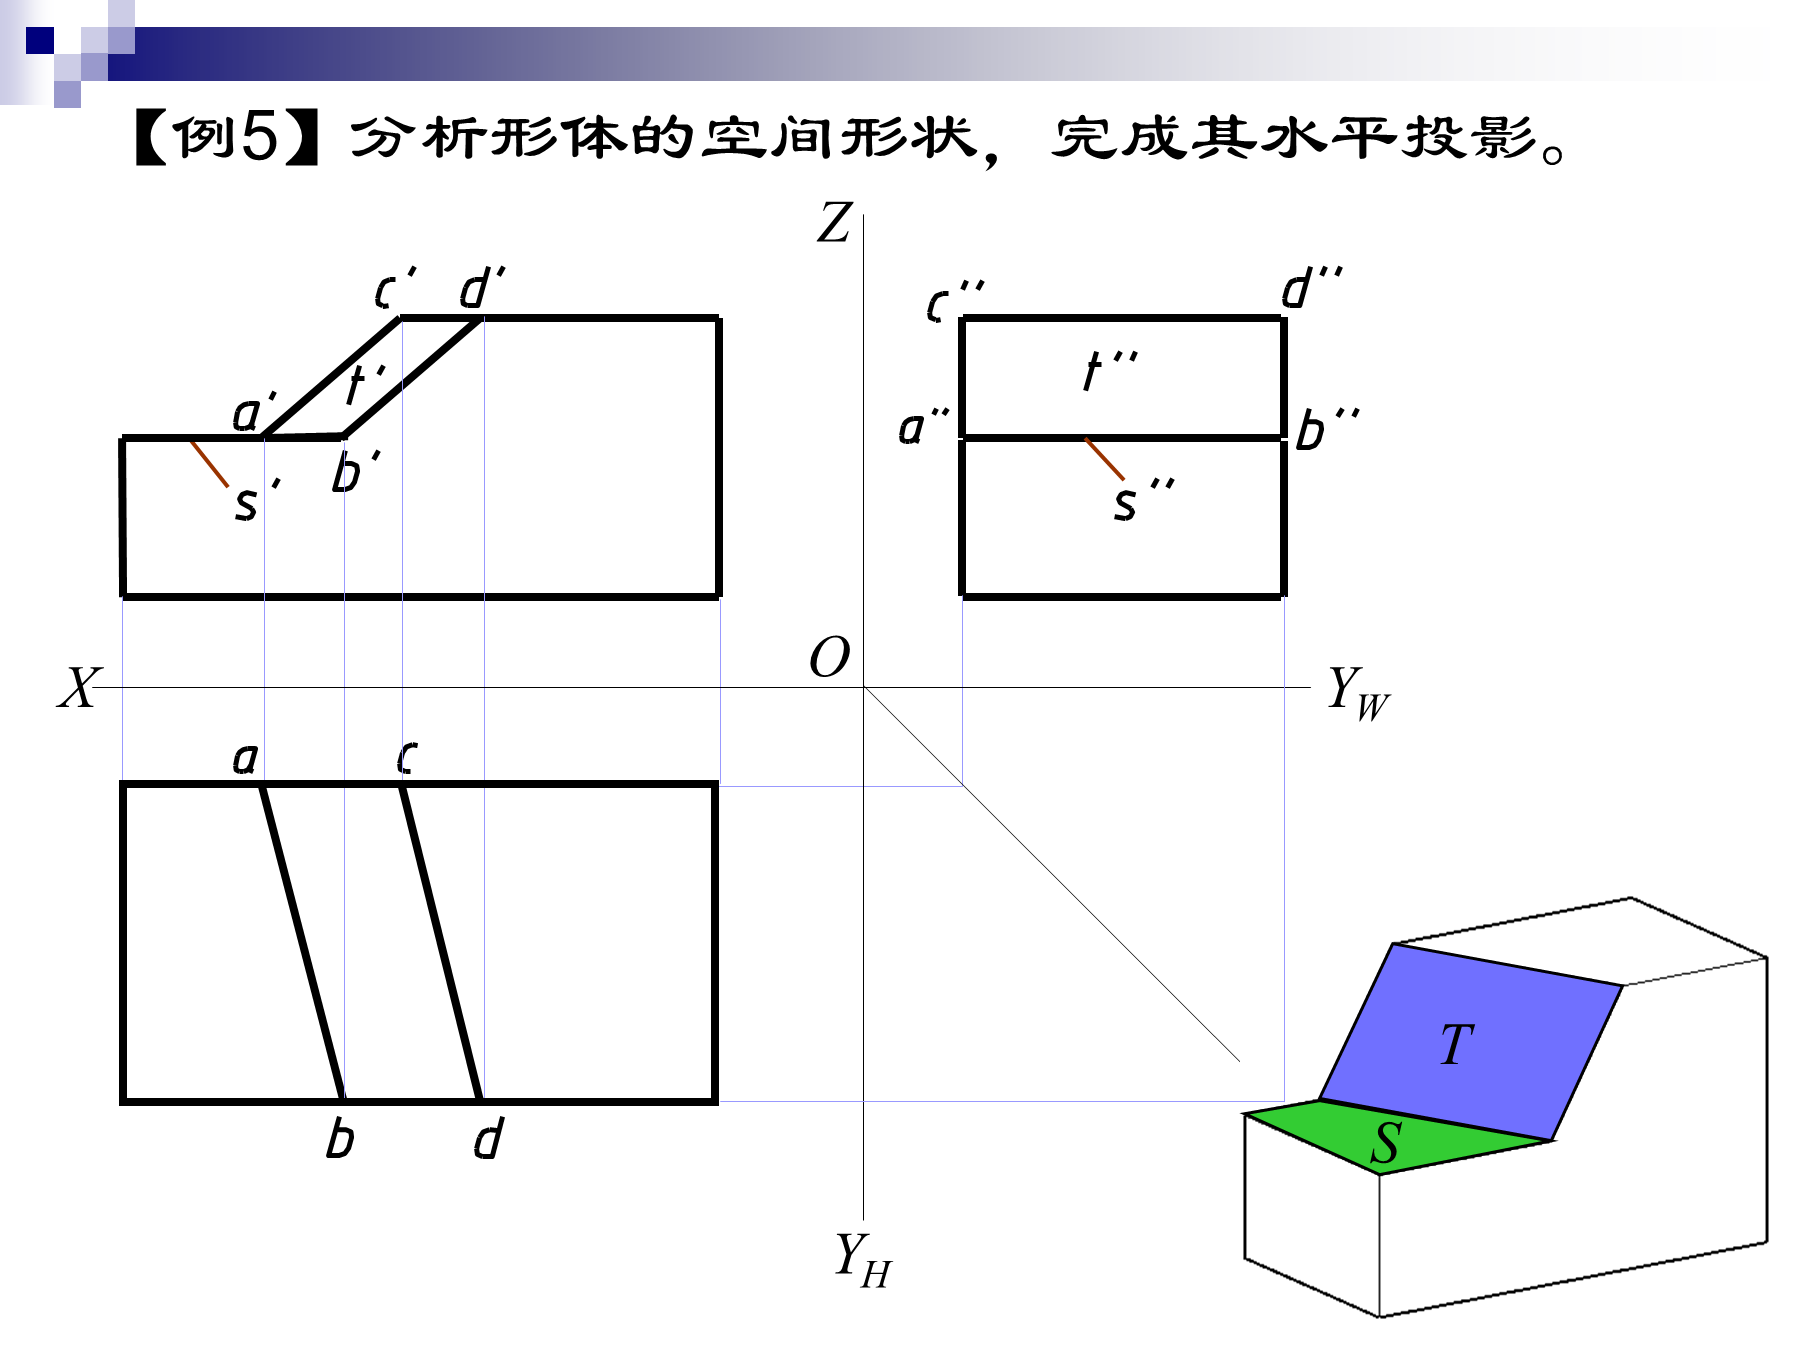 【例5】分析形体的空间形状，完成其水平投影。
Z
c′ d′ c″ d″
t′ t″
a′ a″ b″
b′
s′ s″
O
X Y_W
a c
b d
Y_H
T
S